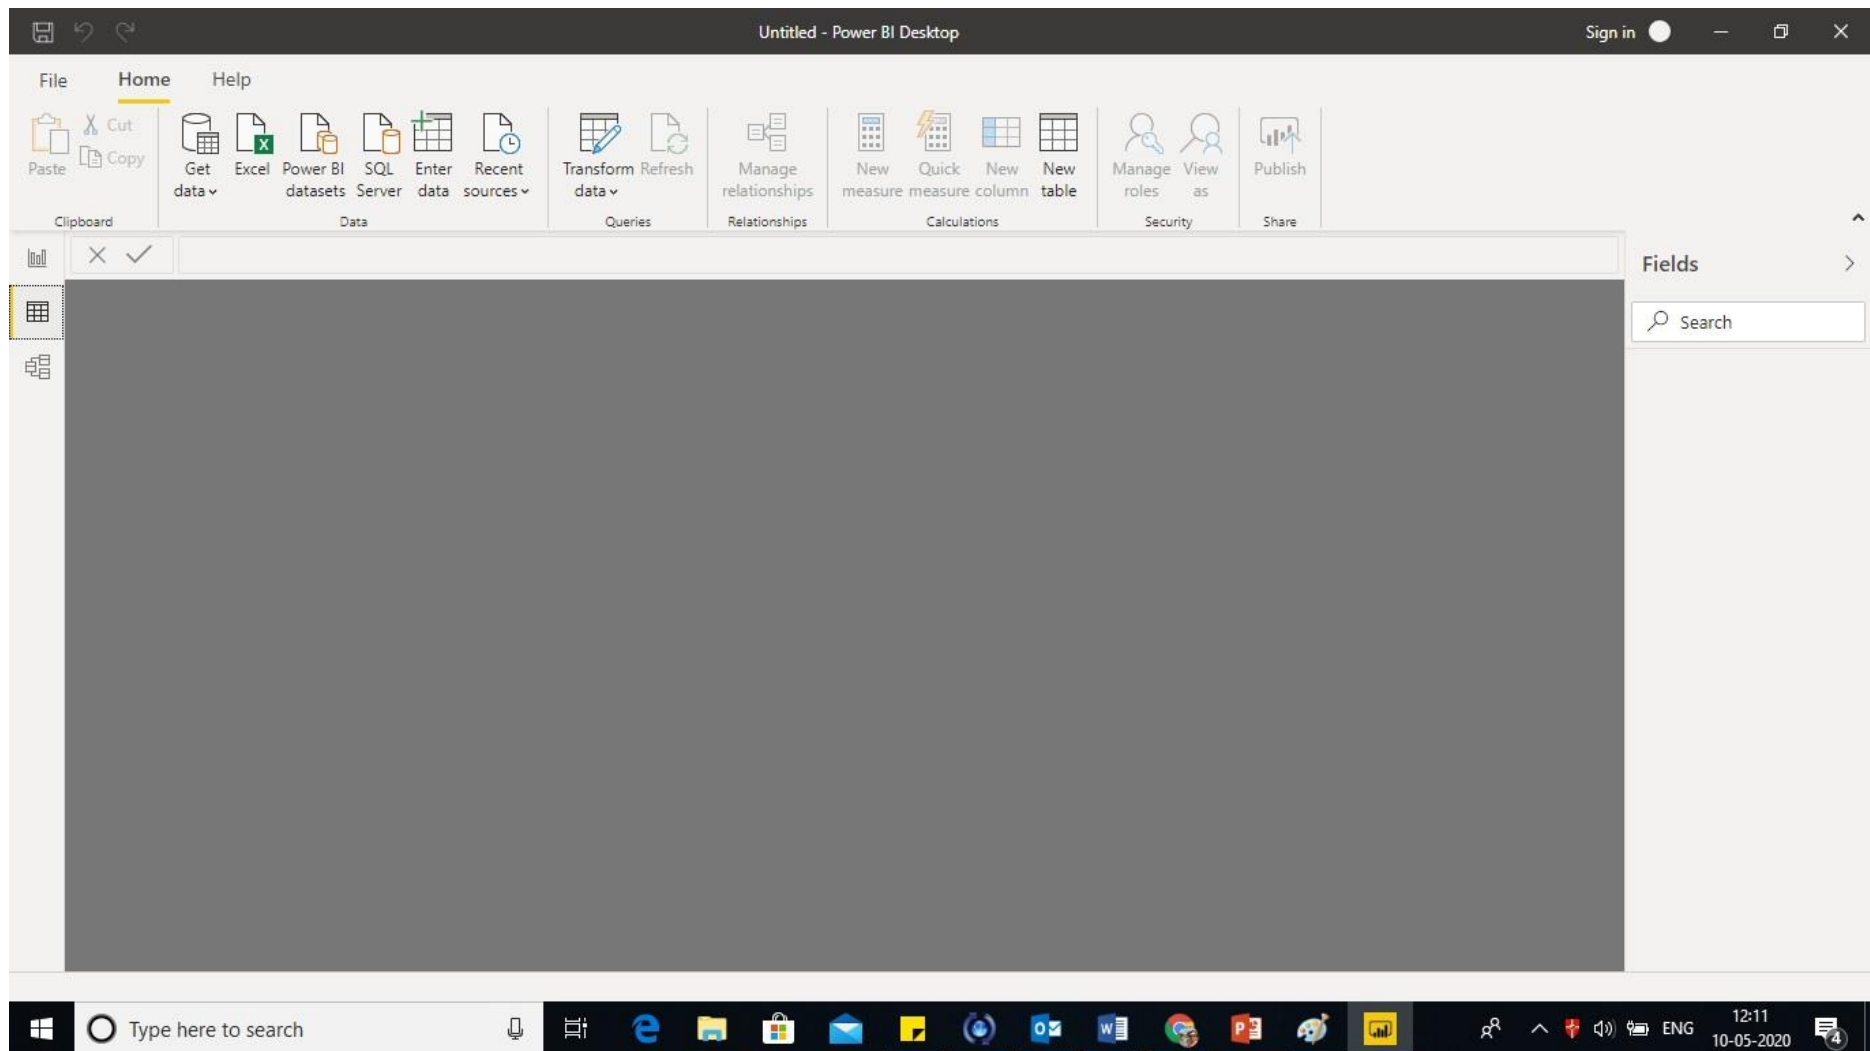 Untitled - Power BI Desktop
Sign in
File Home Help
Paste
Cut
Copy
Clipboard
Get data
Excel
Power BI datasets
SQL Server
Enter data
Recent sources
Data
Transform data
Refresh
Queries
Manage relationships
Relationships
New measure
Quick measure
New column
New table
Calculations
Manage roles
View as
Security
Publish
Share
Fields
Search
Type here to search
ENG
12:11
10-05-2020
4